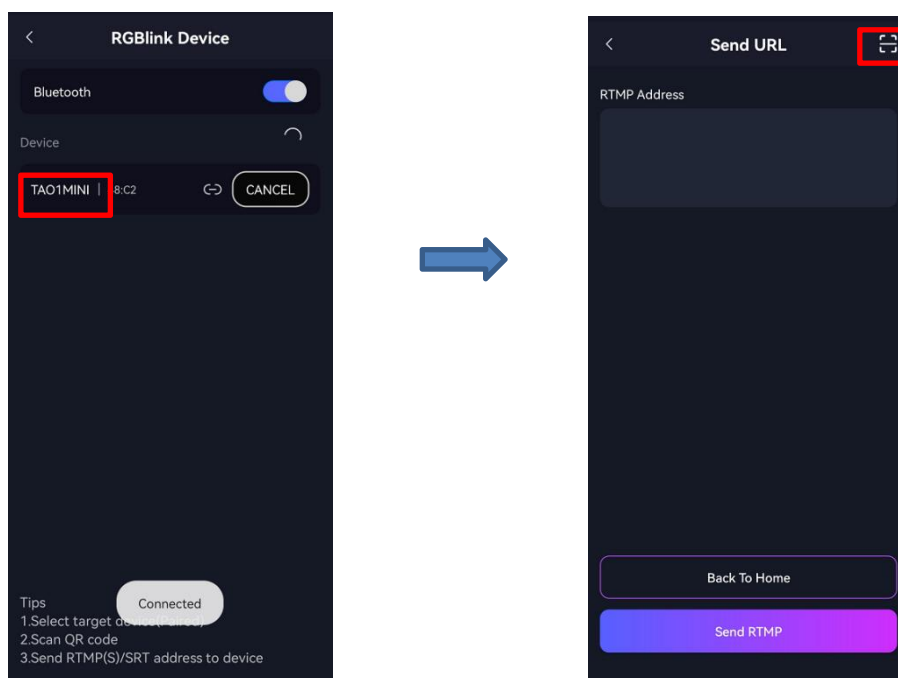 RGBlink Device
Bluetooth
Device
TAO1MINI | 8:C2 CANCEL
Connected
Tips
1.Select target device(Paired)
2.Scan QR code
3.Send RTMP(S)/SRT address to device
Send URL
RTMP Address
Back To Home
Send RTMP